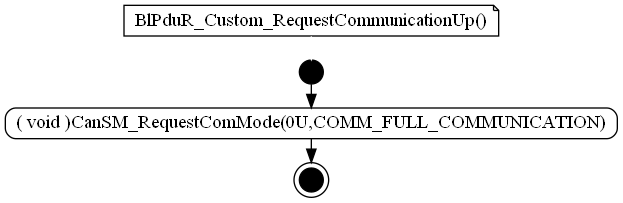 BlPduR_Custom_RequestCommunicationUp()
( void )CanSM_RequestComMode(0U,COMM_FULL_COMMUNICATION)